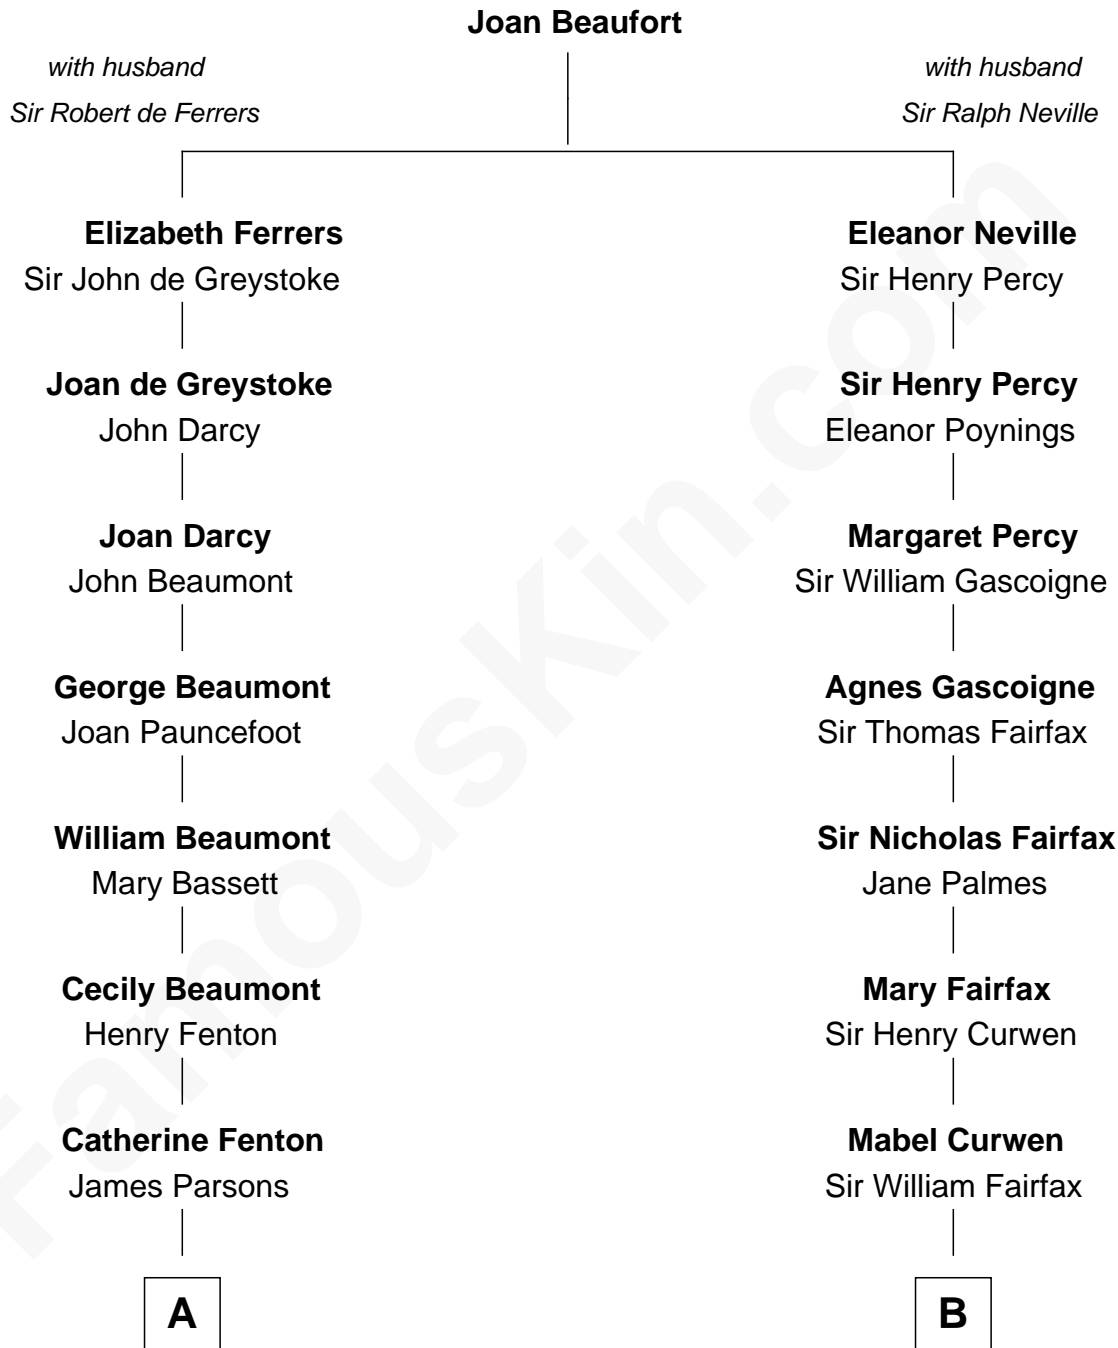 Joan Beaufort
with husband
Sir Robert de Ferrers
with husband
Sir Ralph Neville
Elizabeth Ferrers
Sir John de Greystoke
Joan de Greystoke
John Darcy
Joan Darcy
John Beaumont
George Beaumont
Joan Pauncefoot
William Beaumont
Mary Bassett
Cecily Beaumont
Henry Fenton
Catherine Fenton
James Parsons
A
Eleanor Neville
Sir Henry Percy
Sir Henry Percy
Eleanor Poynings
Margaret Percy
Sir William Gascoigne
Agnes Gascoigne
Sir Thomas Fairfax
Sir Nicholas Fairfax
Jane Palmes
Mary Fairfax
Sir Henry Curwen
Mabel Curwen
Sir William Fairfax
B
FamousKin.com